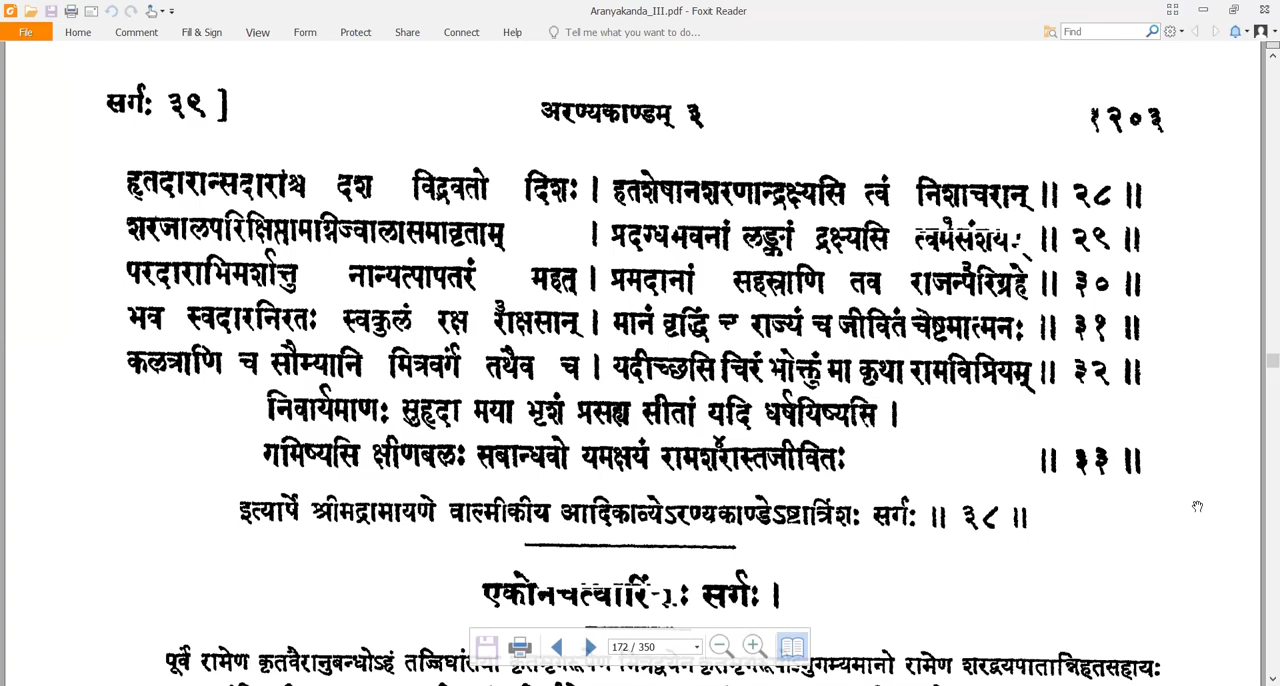 Aranyakanda_III.pdf - Foxit Reader
File Home Comment Fill & Sign View Form Protect Share Connect Help Tell me what you want to do... Find
सर्गः ३९ ] अरण्यकाण्डम् ३ १२०३
हृतदारान्सदारांश्च दश विद्रवतो दिशः । हतशेषानशरणान्द्रक्ष्यसि त्वं निशाचरान् ॥ २८ ॥
शरजालपरिक्षिप्तामग्निज्वालासमावृताम् । प्रदग्धभवनां लङ्कां द्रक्ष्यसि त्वमसंशयः ॥ २९ ॥
परदाराभिमर्शात्तु नान्यत्पापतरं महत् । प्रमदानां सहस्राणि तव राजन्परिग्रहे ॥ ३० ॥
भव स्वदारनिरतः स्वकुलं रक्ष राक्षसान् । मानं वृद्धिं च राज्यं च जीवितं चेष्टमात्मनः ॥ ३१ ॥
कलत्राणि च सौम्यानि मित्रवर्गं तथैव च । यदीच्छसि चिरं भोक्तुं मा कृथा रामविप्रियम् ॥ ३२ ॥
निवार्यमाणः सुहृदा मया भृशं प्रसह्य सीतां यदि धर्षयिष्यसि ।
गमिष्यसि क्षीणबलः सबान्धवो यमक्षयं रामशरास्तजीवितः ॥ ३३ ॥
इत्यार्षे श्रीमद्रामायणे वाल्मीकीय आदिकाव्येऽरण्यकाण्डेऽष्टात्रिंशः सर्गः ॥ ३८ ॥
सर्गः ।
172 / 350
पूर्वं रामेण कृतवैरानुबन्धोऽहं रामेण शरद्वयपातान्निहतसहायः